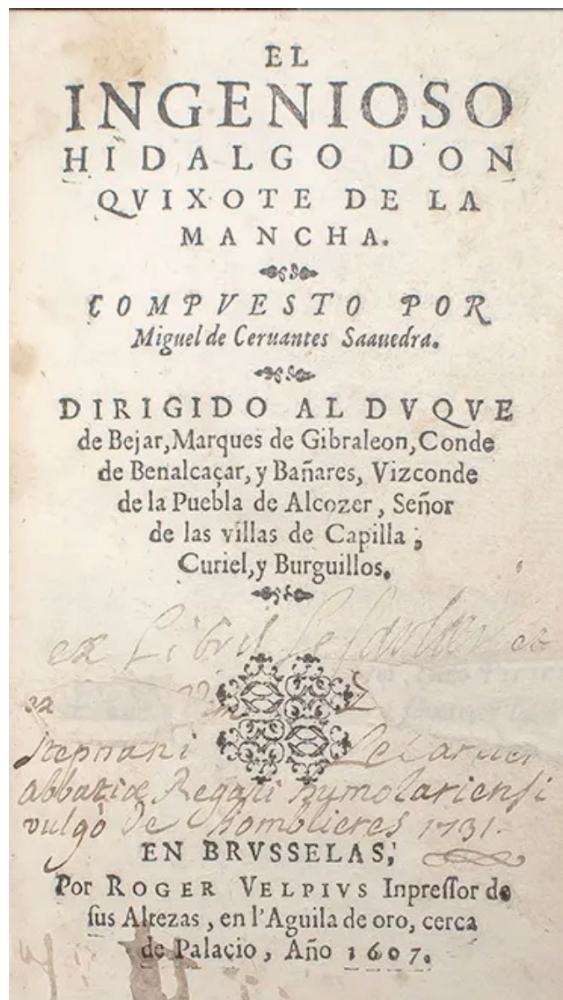 EL
INGENIOSO
HIDALGO DON
QVIXOTE DE LA
MANCHA.
COMPVESTO POR
Miguel de Ceruantes Saauedra.
DIRIGIDO AL DVQVE
de Bejar, Marques de Gibraleon, Conde
de Benalcaçar, y Bañares, Vizconde
de la Puebla de Alcozer, Señor
de las villas de Capilla,
Curiel, y Burguillos.
ex Libris
abbatiæ Regali humolariensi
vulgò de homblieres 1731.
EN BRVSSELAS,
Por ROGER VELPIVS Inpreſſor de
ſus Altezas, en l'Aguila de oro, cerca
de Palacio, Año 1607.